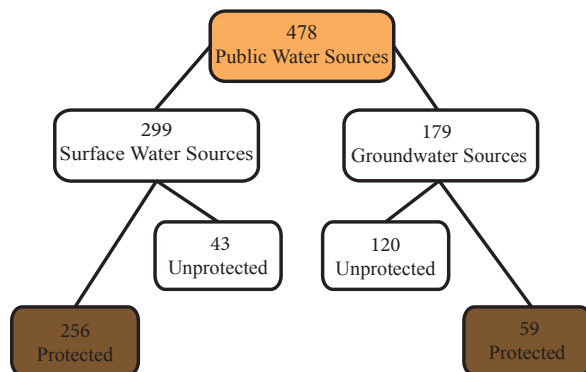 478
Public Water Sources
299
Surface Water Sources
179
Groundwater Sources
43
Unprotected
120
Unprotected
256
Protected
59
Protected